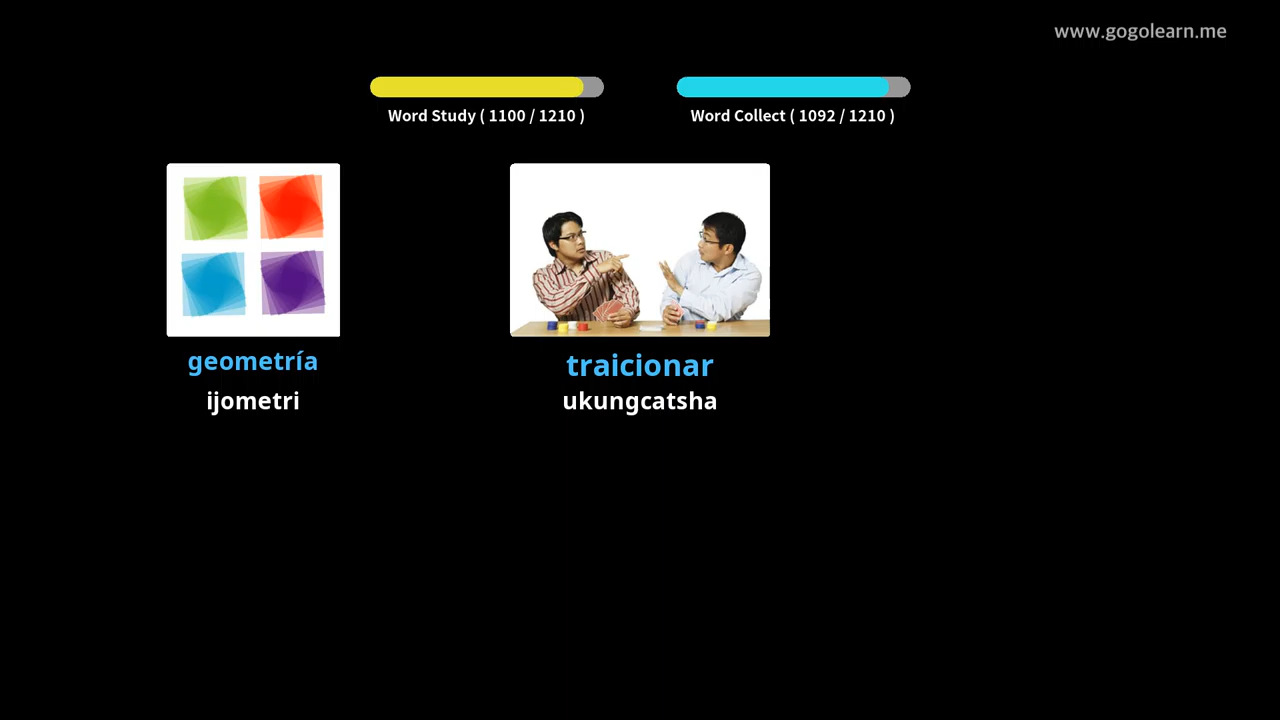 www.gogolearn.me
Word Study ( 1100 / 1210 )
Word Collect ( 1092 / 1210 )
geometría
ijometri
traicionar
ukungcatsha